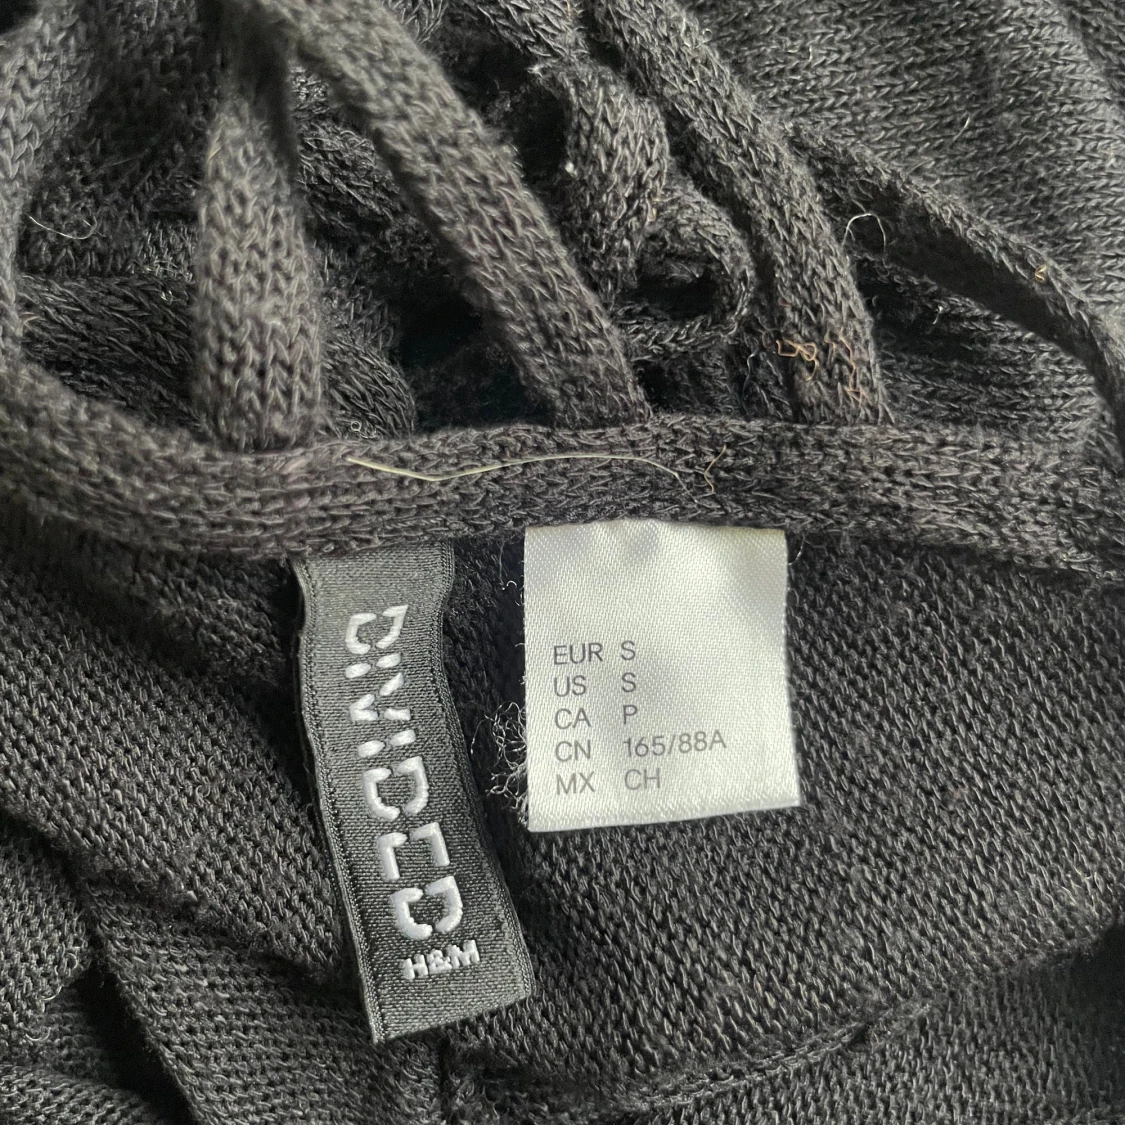 DIVIDED
H&M
EUR S
US S
CA P
CN 165/88A
MX CH